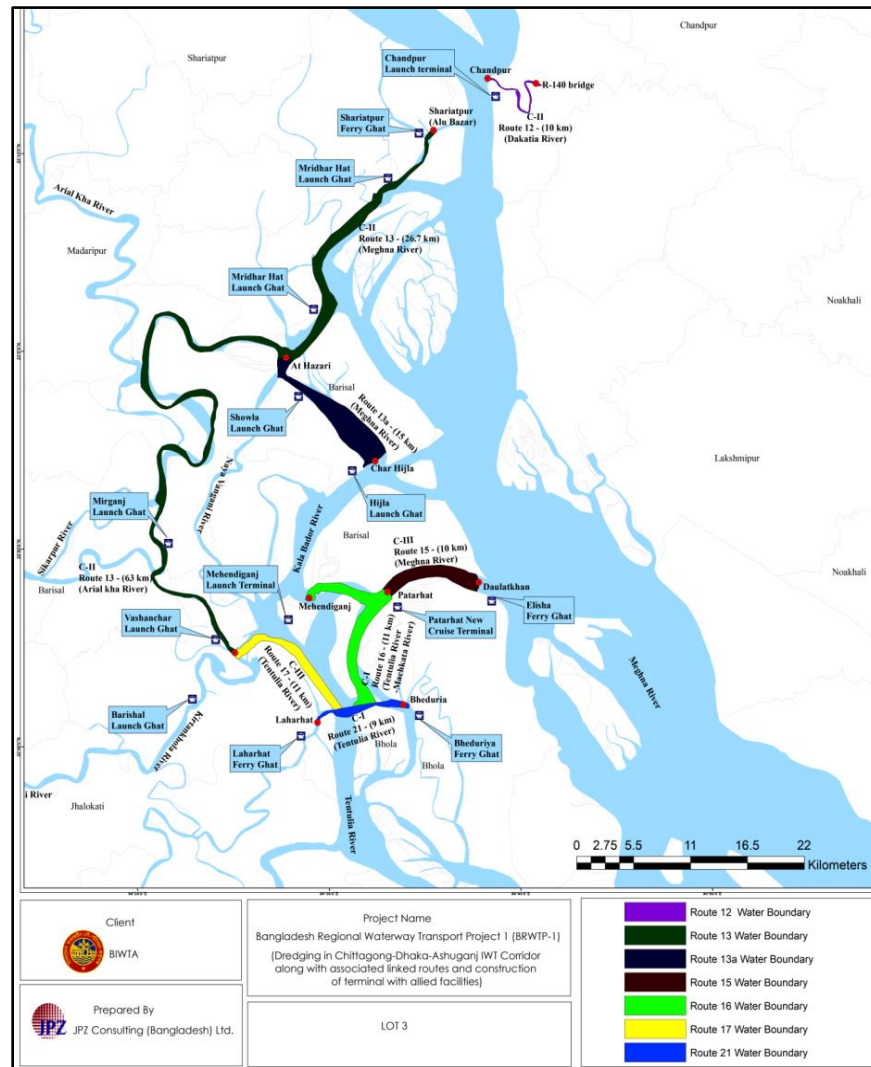 Chandpur
Shariatpur
Chandpur
Launch terminal
Chandpur
R-140 bridge
C-II
Route 12 - (10 km)
(Dakatia River)
Shariatpur
Ferry Ghat
Shariatpur
(Alu Bazar)
Mridhar Hat
Launch Ghat
Arial Kha River
Madaripur
C-II
Route 13 - (26.7 km)
(Meghna River)
Mridhar Hat
Launch Ghat
Noakhali
At Hazari
Barisal
Route 13a - (15 km)
(Meghna River)
Showla
Launch Ghat
Char Hijla
Lakshmipur
Naya Vangani River
Hijla
Launch Ghat
Mirganj
Launch Ghat
Sikarpur River
Kala Bador River
Barisal
C-III
Route 15 - (10 km)
(Meghna River)
C-II
Route 13 - (63 km)
(Arial kha River)
Barisal
Noakhali
Mehendiganj
Launch Terminal
Mehendiganj
Patarhat
Daulatkhan
Elisha
Ferry Ghat
Patarhat New
Cruise Terminal
Vashanchar
Launch Ghat
C-III
Route 17 - (11 km)
(Tentulia River)
C-I
Route 16 - (11 km)
(Tentulia River
-Machkata River)
Meghna River
Barishal
Launch Ghat
Kirtankhola River
Bheduria
Laharhat
C-I
Route 21 - (9 km)
(Tentulia River)
Laharhat
Ferry Ghat
Bheduriya
Ferry Ghat
Bhola
Bhola
Jhalokati
i River
Tentulia River
0 2.75 5.5 11 16.5 22
Kilometers
Client
BIWTA
Prepared By
JPZ
JPZ Consulting (Bangladesh) Ltd.
Project Name
Bangladesh Regional Waterway Transport Project 1 (BRWTP-1)
(Dredging in Chittagong-Dhaka-Ashuganj IWT Corridor
along with associated linked routes and construction
of terminal with allied facilities)
LOT 3
Route 12 Water Boundary
Route 13 Water Boundary
Route 13a Water Boundary
Route 15 Water Boundary
Route 16 Water Boundary
Route 17 Water Boundary
Route 21 Water Boundary